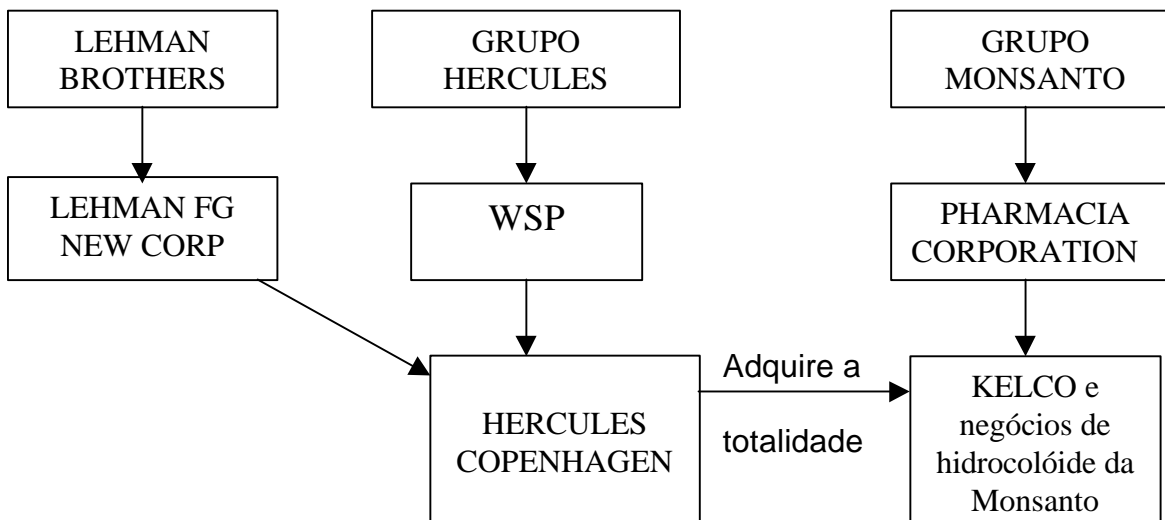 LEHMAN
BROTHERS
GRUPO
HERCULES
GRUPO
MONSANTO
LEHMAN FG
NEW CORP
WSP
PHARMACIA
CORPORATION
HERCULES
COPENHAGEN
Adquire a
totalidade
KELCO e
negócios de
hidrocolóide da
Monsanto